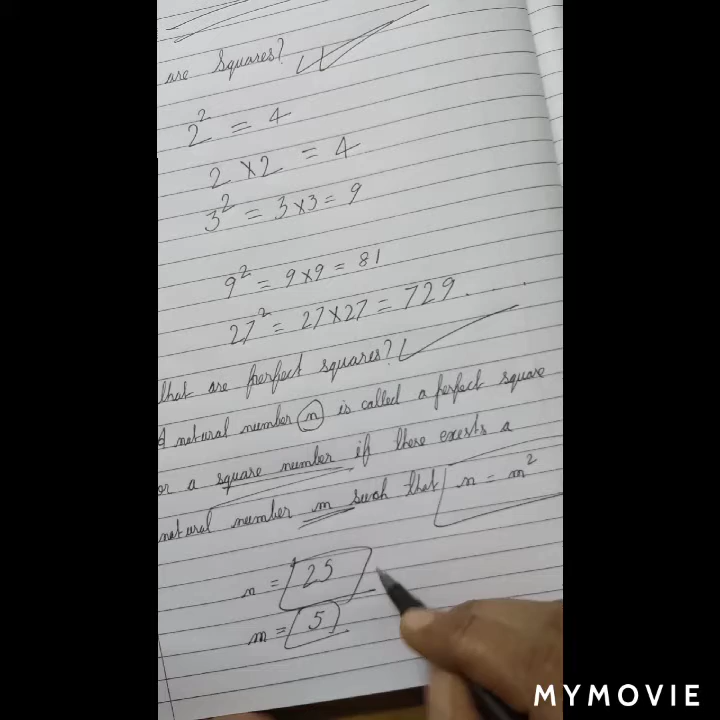 are squares?
2² = 4
2 × 2 = 4
3² = 3 × 3 = 9
9² = 9 × 9 = 81
27² = 27 × 27 = 729.....
What are perfect squares?
A natural number n is called a perfect square
or a square number if there exists a
natural number m such that n = m²
n = 25
m = 5
MYMOVIE